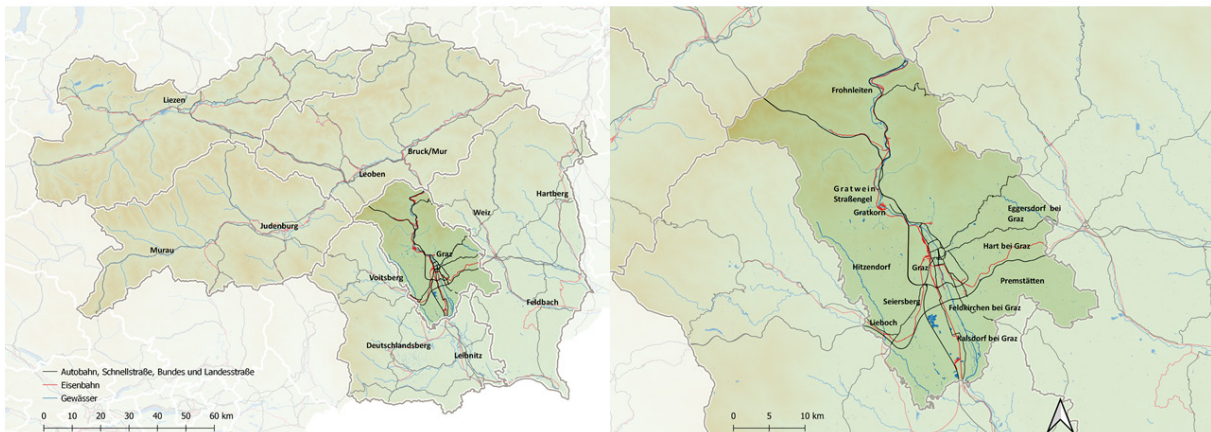 Liezen
Bruck/Mur
Leoben
Hartberg
Weiz
Judenburg
Murau
Graz
Voitsberg
Feldbach
Deutschlandsberg
Leibnitz
Autobahn, Schnellstraße, Bundes und Landesstraße
Eisenbahn
Gewässer
0 10 20 30 40 50 60 km
Frohnleiten
Gratwein
Straßengel
Gratkorn
Eggersdorf bei
Graz
Hart bei Graz
Hitzendorf
Graz
Premstätten
Seiersberg
Feldkirchen bei Graz
Lieboch
Kalsdorf bei Graz
0 5 10 km